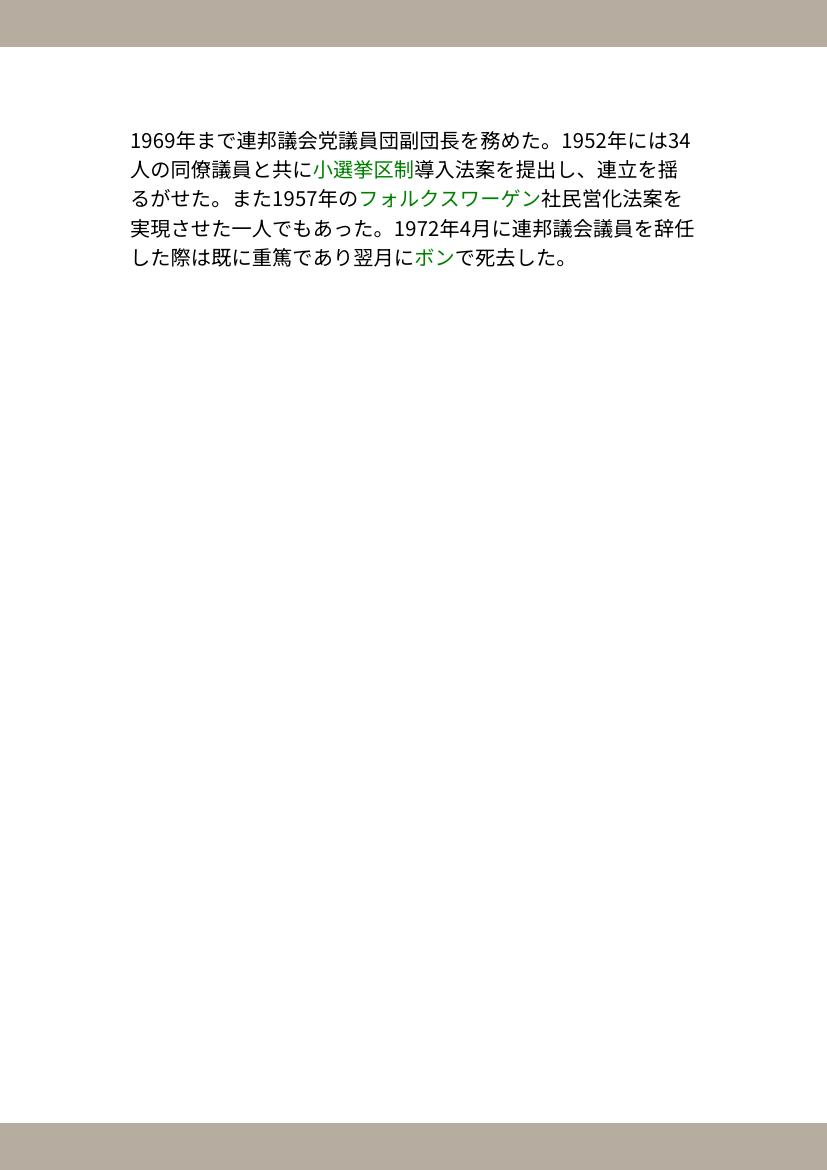 1969年まで連邦議会党議員団副団長を務めた。1952年には34
人の同僚議員と共に小選挙区制導入法案を提出し、連立を揺
るがせた。また1957年のフォルクスワーゲン社民営化法案を
実現させた一人でもあった。1972年4月に連邦議会議員を辞任
した際は既に重篤であり翌月にボンで死去した。